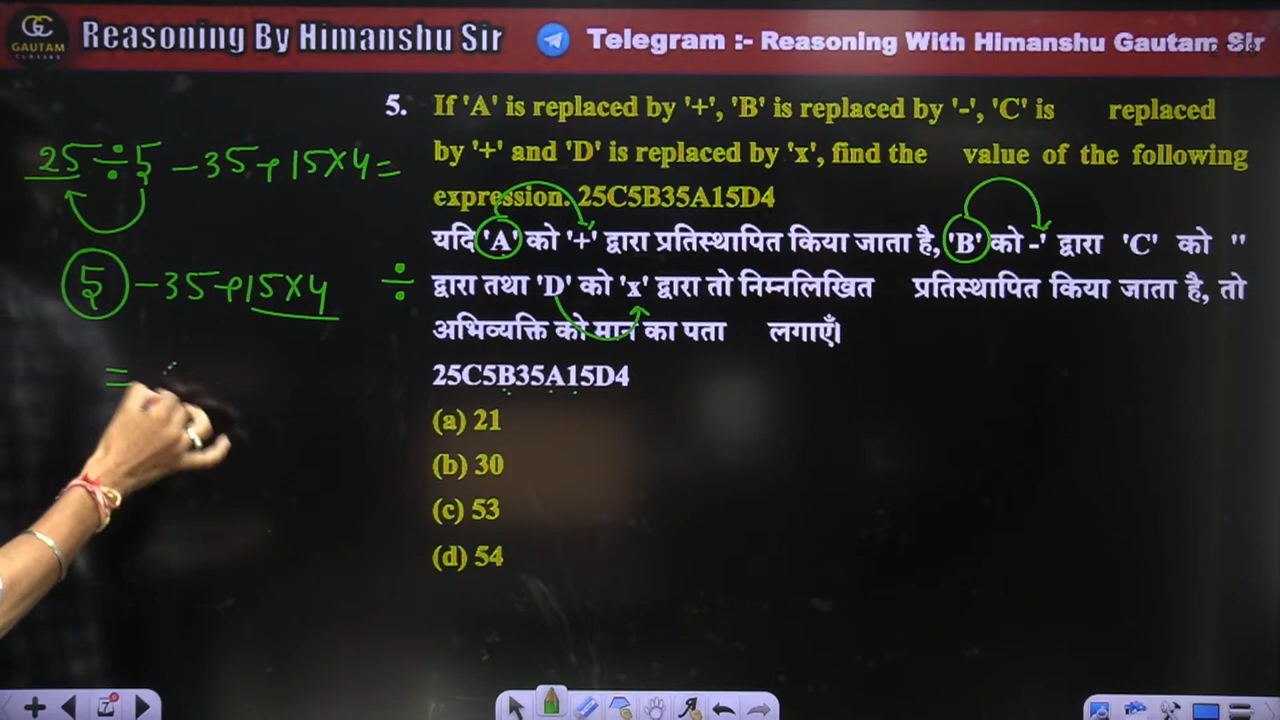 GC
GAUTAM
CLASSES
Reasoning By Himanshu Sir
Telegram :- Reasoning With Himanshu Gautam Sir
5. If 'A' is replaced by '+', 'B' is replaced by '-', 'C' is replaced
by '+' and 'D' is replaced by 'x', find the value of the following
expression. 25C5B35A15D4
यदि 'A' को '+' द्वारा प्रतिस्थापित किया जाता है, 'B' को -' द्वारा 'C' को ''
द्वारा तथा 'D' को 'x' द्वारा तो निम्नलिखित प्रतिस्थापित किया जाता है, तो
अभिव्यक्ति को मान का पता लगाएँ।
25C5B35A15D4
(a) 21
(b) 30
(c) 53
(d) 54
25 ÷ 5 - 35 + 15 × 4 =
5 - 35 + 15 × 4
÷
=